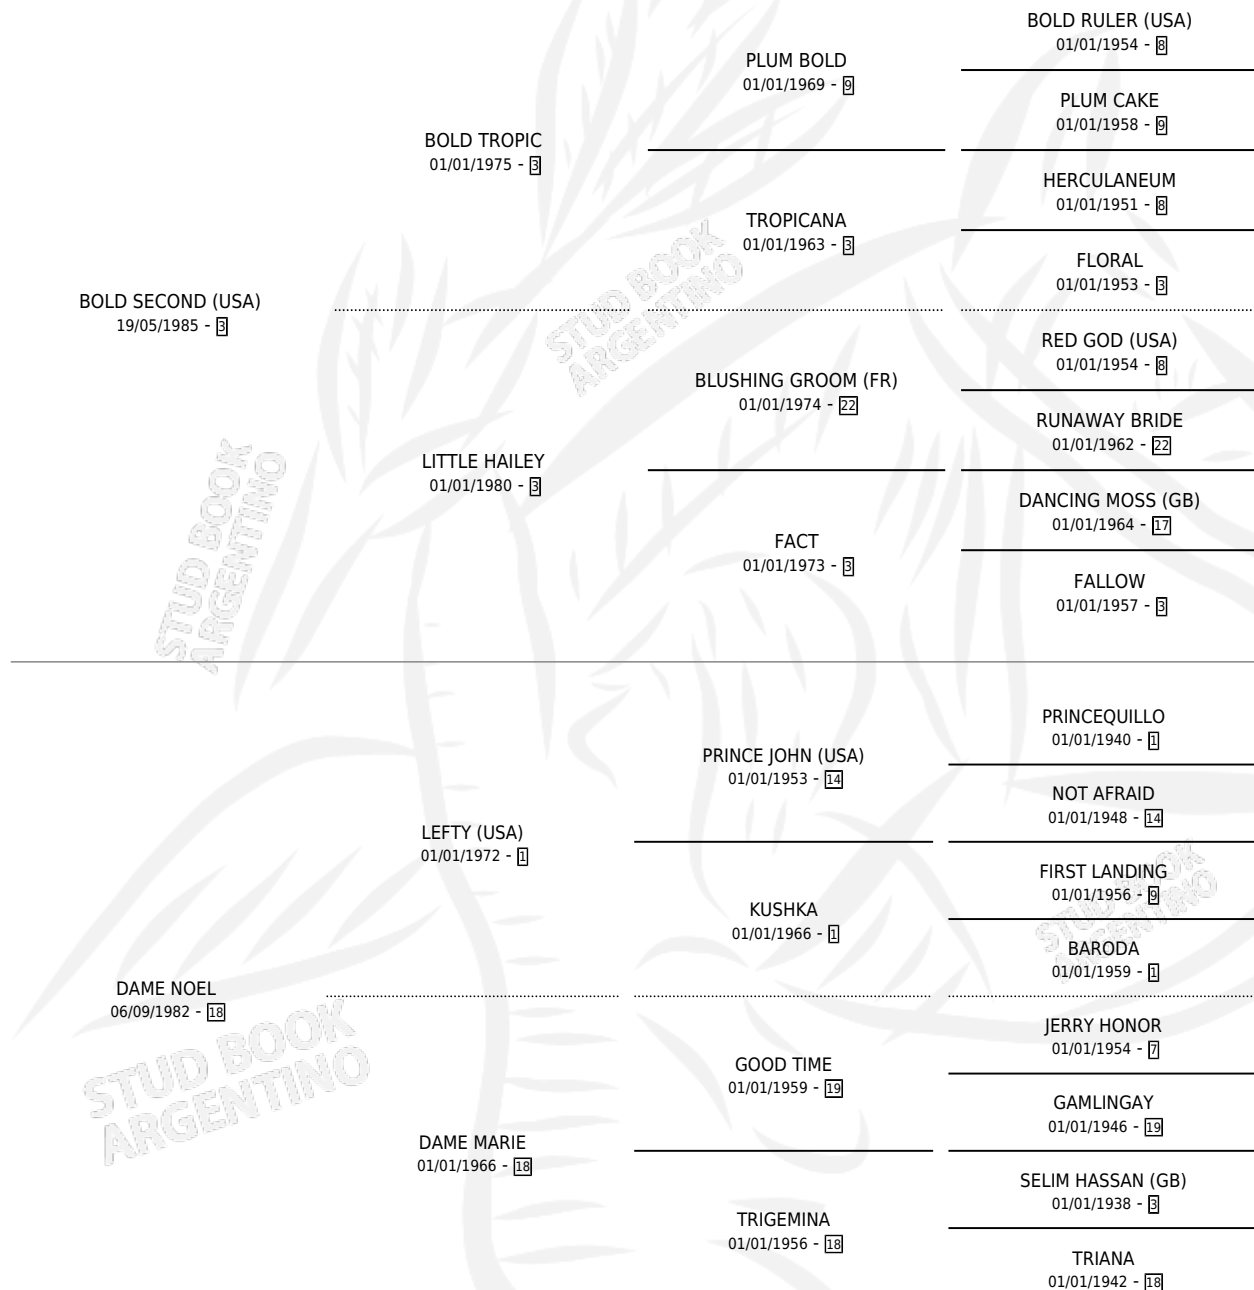 BOLD RULER (USA)
01/01/1954 - 8
PLUM BOLD
01/01/1969 - 9
PLUM CAKE
01/01/1958 - 9
BOLD TROPIC
01/01/1975 - 3
HERCULANEUM
01/01/1951 - 8
TROPICANA
01/01/1963 - 3
FLORAL
01/01/1953 - 3
BOLD SECOND (USA)
19/05/1985 - 3
RED GOD (USA)
01/01/1954 - 8
BLUSHING GROOM (FR)
01/01/1974 - 22
RUNAWAY BRIDE
01/01/1962 - 22
LITTLE HAILEY
01/01/1980 - 3
DANCING MOSS (GB)
01/01/1964 - 17
FACT
01/01/1973 - 3
FALLOW
01/01/1957 - 3
PRINCEQUILLO
01/01/1940 - 1
PRINCE JOHN (USA)
01/01/1953 - 14
NOT AFRAID
01/01/1948 - 14
LEFTY (USA)
01/01/1972 - 1
FIRST LANDING
01/01/1956 - 9
KUSHKA
01/01/1966 - 1
BARODA
01/01/1959 - 1
DAME NOEL
06/09/1982 - 18
JERRY HONOR
01/01/1954 - 7
GOOD TIME
01/01/1959 - 19
GAMLINGAY
01/01/1946 - 19
DAME MARIE
01/01/1966 - 18
SELIM HASSAN (GB)
01/01/1938 - 3
TRIGEMINA
01/01/1956 - 18
TRIANA
01/01/1942 - 18
STUD BOOK
ARGENTINO
STUD BOOK
ARGENTINO
STUD BOOK
ARGENTINO
STUD BOOK
ARGENTINO